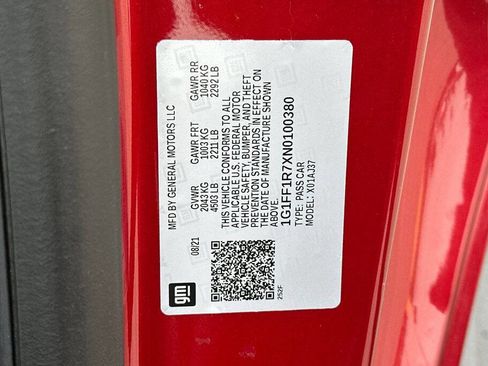 MFD BY GENERAL MOTORS LLC
08/21 GVWR GAWR FRT GAWR RR
2043KG 1003 KG 1040 KG
4503 LB 2211 LB 2292 LB
THIS VEHICLE CONFORMS TO ALL
APPLICABLE U.S. FEDERAL MOTOR
VEHICLE SAFETY, BUMPER, AND THEFT
PREVENTION STANDARDS IN EFFECT ON
THE DATE OF MANUFACTURE SHOWN
ABOVE.
1G1FF1R7XN0100380
TYPE: PASS CAR
MODEL: X01AJ37
gm
252F